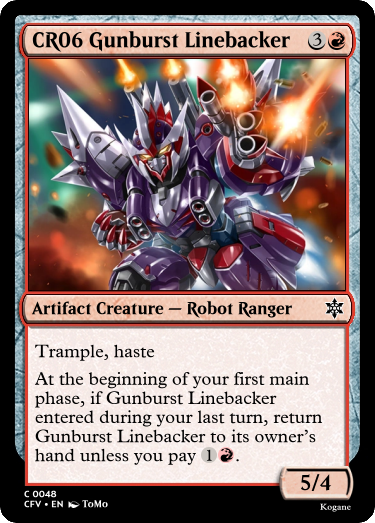 CR06 Gunburst Linebacker 3
Artifact Creature — Robot Ranger
Trample, haste
At the beginning of your first main
phase, if Gunburst Linebacker
entered during your last turn, return
Gunburst Linebacker to its owner's
hand unless you pay 1 .
5/4
C 0048
CFV • EN ToMo
Kogane